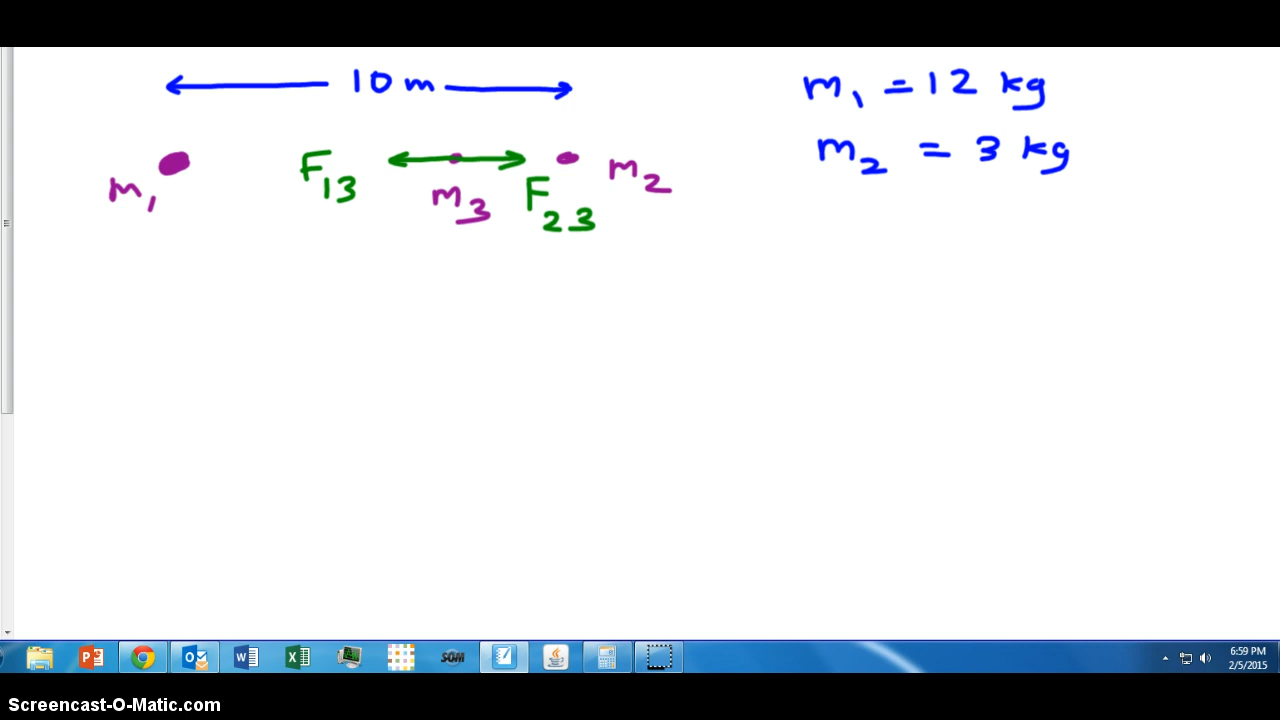 10 m
m₁ = 12 kg
m₂ = 3 kg
m₁
F₁₃
m₃
F₂₃
m₂
6:59 PM
2/5/2015
Screencast-O-Matic.com